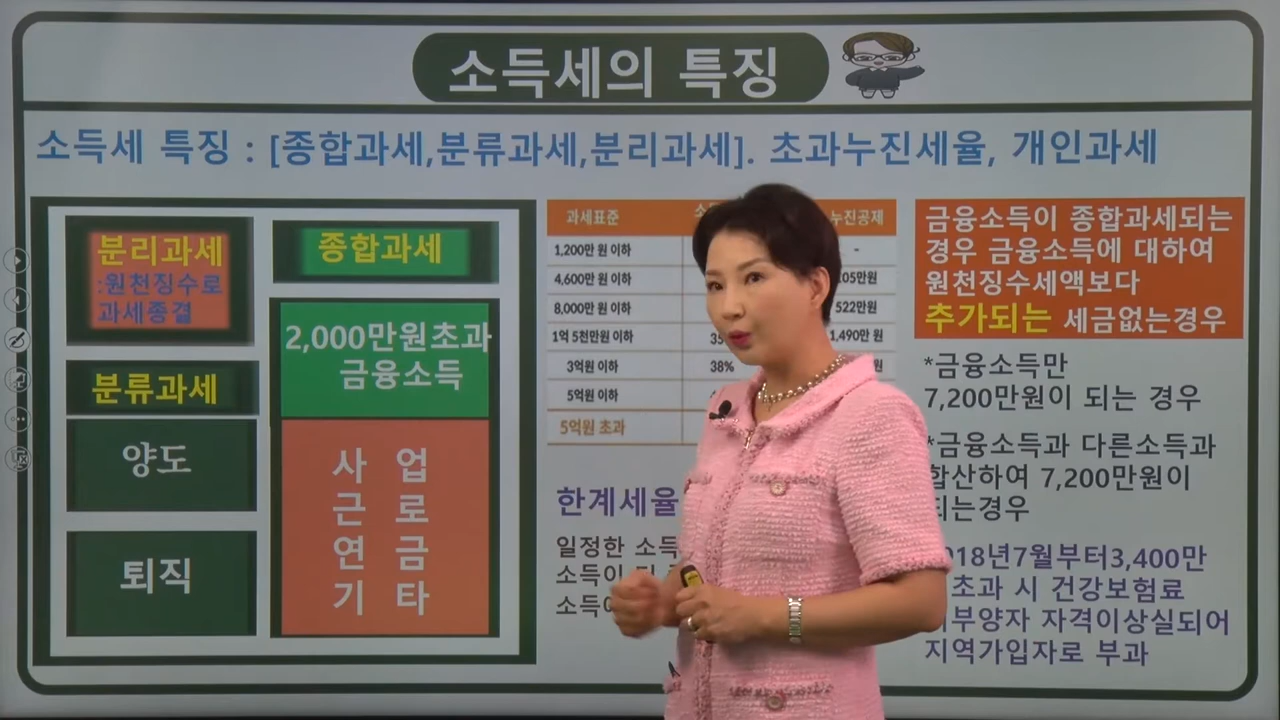 소득세의 특징
소득세 특징 : [종합과세,분류과세,분리과세]. 초과누진세율, 개인과세
분리과세
:원천징수로
과세종결
분류과세
양도
퇴직
종합과세
2,000만원초과
금융소득
사 업
근 로
연 금
기 타
과세표준 누진공제
1,200만 원 이하 -
4,600만 원 이하
8,000만 원 이하 522만원
1억 5천만원 이하 1,490만 원
3억원 이하 38%
5억원 이하
5억원 초과
한계세율
일정한
금융소득이 종합과세되는
경우 금융소득에 대하여
원천징수세액보다
추가되는 세금없는경우
*금융소득만
7,200만원이 되는 경우
*금융소득과 다른소득과
합산하여 7,200만원이
되는경우
018년7월부터3,400만
초과 시 건강보험료
부양자 자격이상실되어
지역가입자로 부과